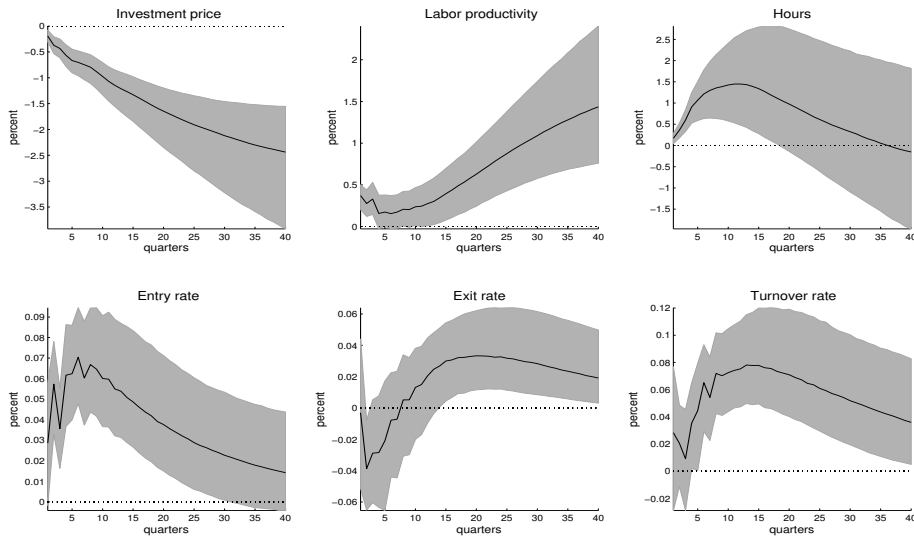 Investment price
0
−0.5
−1
−1.5
−2
−2.5
−3
−3.5
percent
5 10 15 20 25 30 35 40
quarters
Labor productivity
2
1.5
1
0.5
0
percent
5 10 15 20 25 30 35 40
quarters
Hours
2.5
2
1.5
1
0.5
0
−0.5
−1
−1.5
percent
5 10 15 20 25 30 35 40
quarters
Entry rate
0.09
0.08
0.07
0.06
0.05
0.04
0.03
0.02
0.01
0
percent
5 10 15 20 25 30 35 40
quarters
Exit rate
0.06
0.04
0.02
0
−0.02
−0.04
−0.06
percent
5 10 15 20 25 30 35 40
quarters
Turnover rate
0.12
0.1
0.08
0.06
0.04
0.02
0
−0.02
percent
5 10 15 20 25 30 35 40
quarters